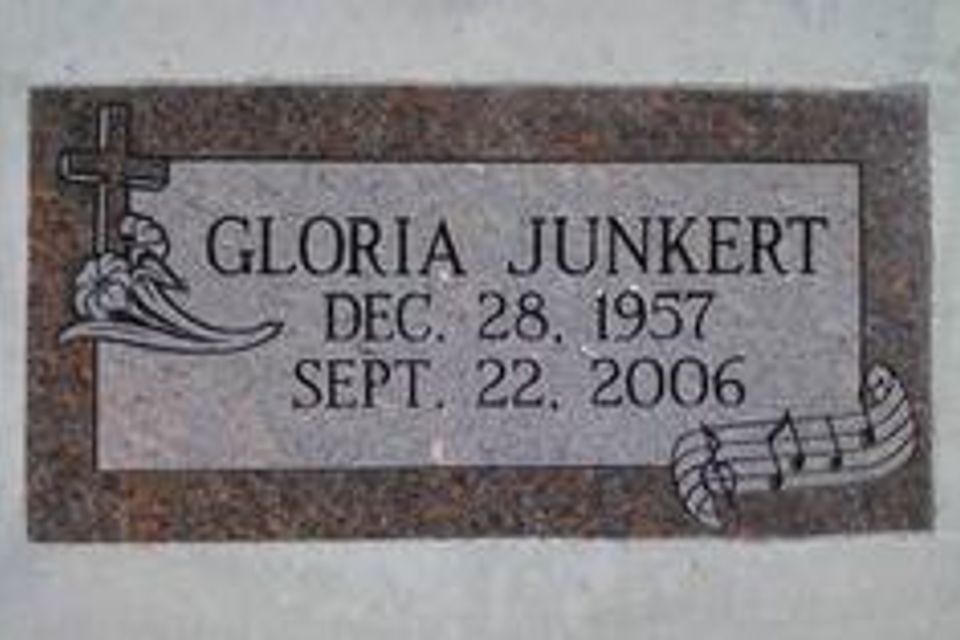 GLORIA JUNKERT
DEC. 28, 1957
SEPT. 22, 2006